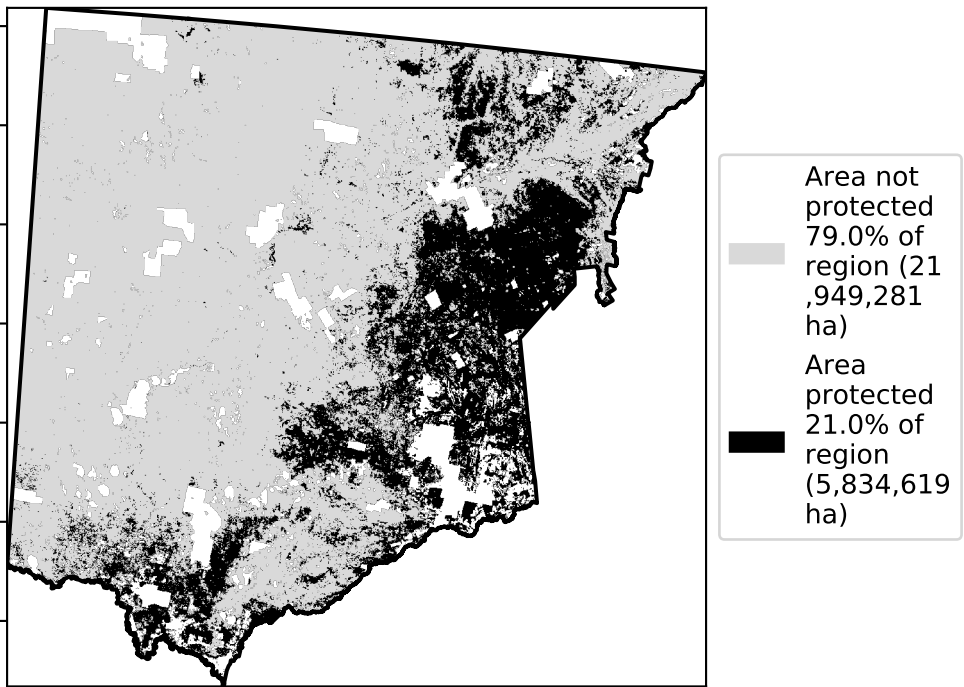 Area not
protected
79.0% of
region (21
,949,281
ha)
Area
protected
21.0% of
region
(5,834,619
ha)